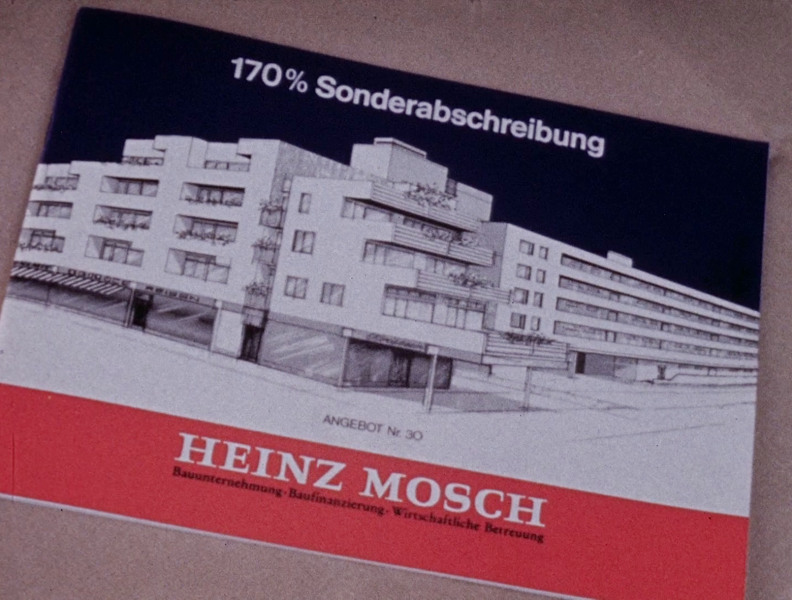 170% Sonderabschreibung
ANGEBOT Nr. 30
HEINZ MOSCH
Bauunternehmung · Baufinanzierung · Wirtschaftliche Betreuung